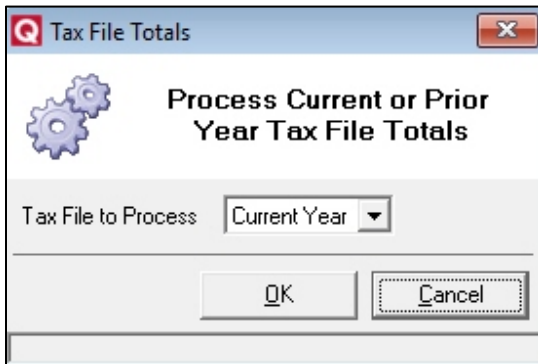 Q Tax File Totals
Process Current or Prior
Year Tax File Totals
Tax File to Process Current Year
OK Cancel